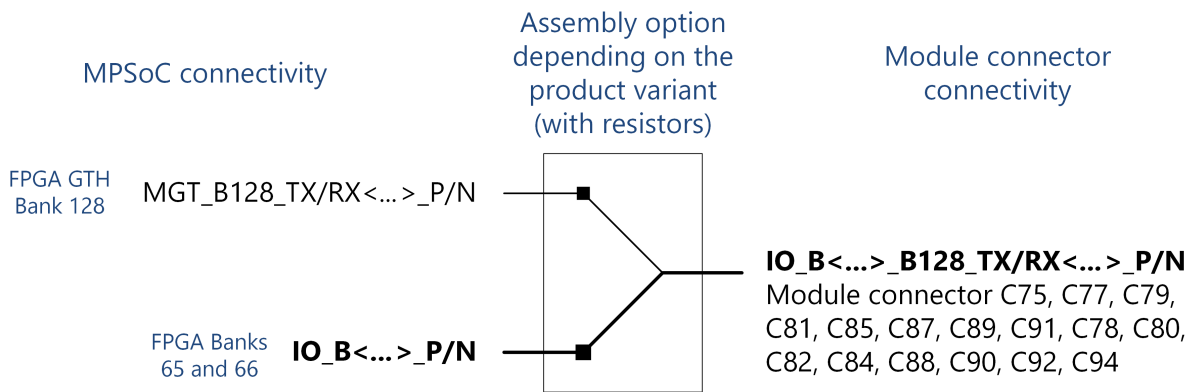 MPSoC connectivity
Assembly option
depending on the
product variant
(with resistors)
Module connector
connectivity
FPGA GTH
Bank 128
MGT_B128_TX/RX<...>_P/N
IO_B<...>_B128_TX/RX<...>_P/N
Module connector C75, C77, C79,
C81, C85, C87, C89, C91, C78, C80,
C82, C84, C88, C90, C92, C94
FPGA Banks
65 and 66
IO_B<...>_P/N